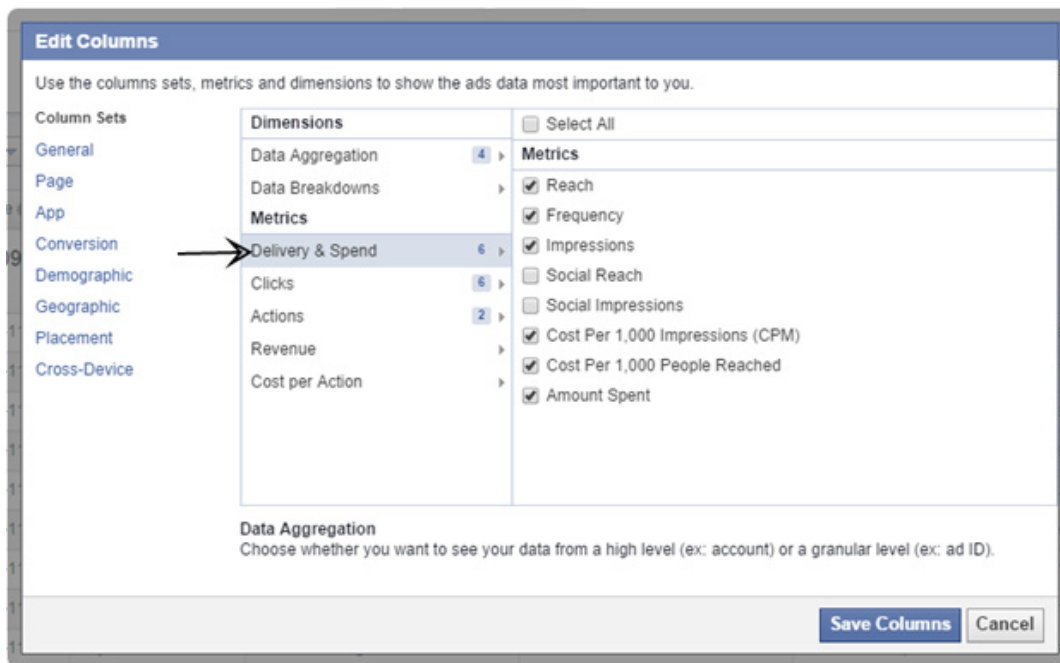 Edit Columns
Use the columns sets, metrics and dimensions to show the ads data most important to you.
Column Sets
General
Page
App
Conversion
Demographic
Geographic
Placement
Cross-Device
Dimensions
Data Aggregation 4
Data Breakdowns
Metrics
Delivery & Spend 6
Clicks 6
Actions 2
Revenue
Cost per Action
Select All
Metrics
Reach
Frequency
Impressions
Social Reach
Social Impressions
Cost Per 1,000 Impressions (CPM)
Cost Per 1,000 People Reached
Amount Spent
Data Aggregation
Choose whether you want to see your data from a high level (ex: account) or a granular level (ex: ad ID).
Save Columns
Cancel